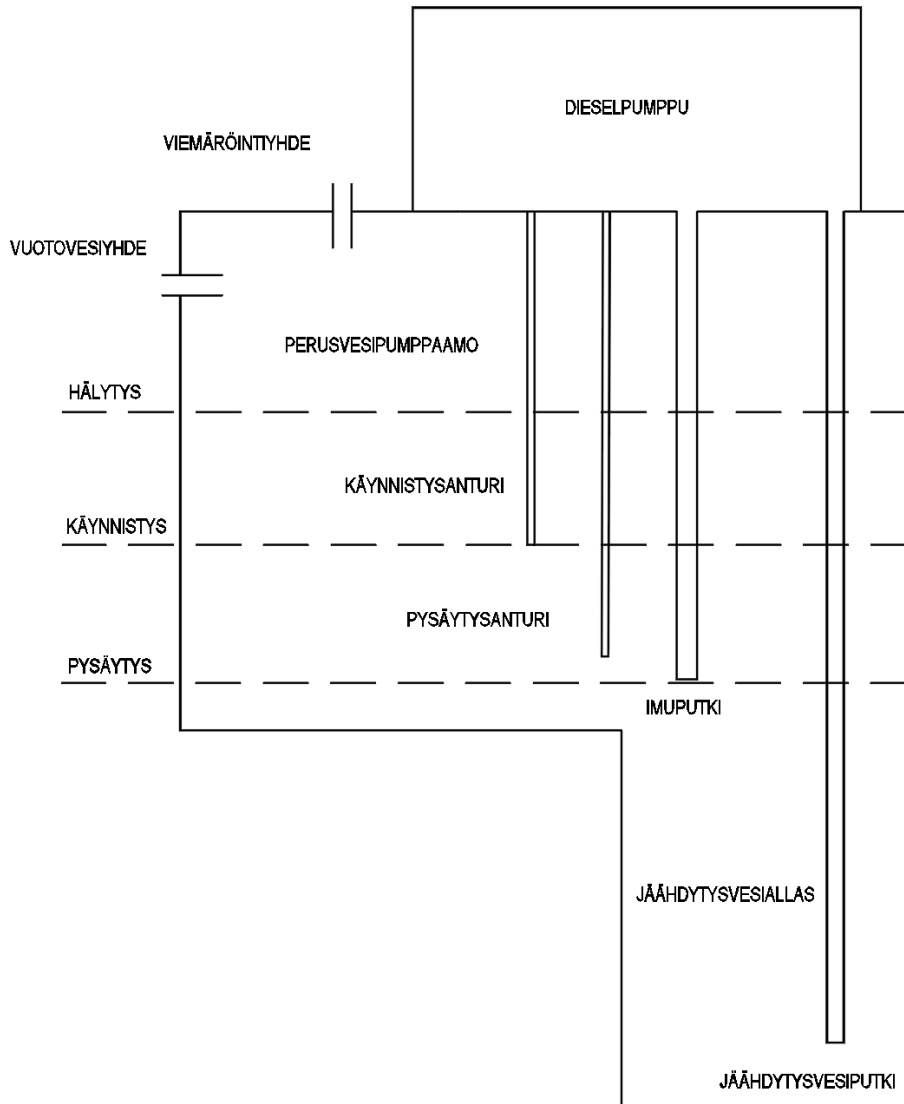 DIESELPUMPPU
VIEMÄRÖINTIYHDE
VUOTOVESIYHDE
PERUSVESIPUMPPAAMO
HÄLYTYS
KÄYNNISTYSANTURI
KÄYNNISTYS
PYSÄYTYSANTURI
PYSÄYTYS
IMUPUTKI
JÄÄHDYTYSVESIALLAS
JÄÄHDYTYSVESIPUTKI